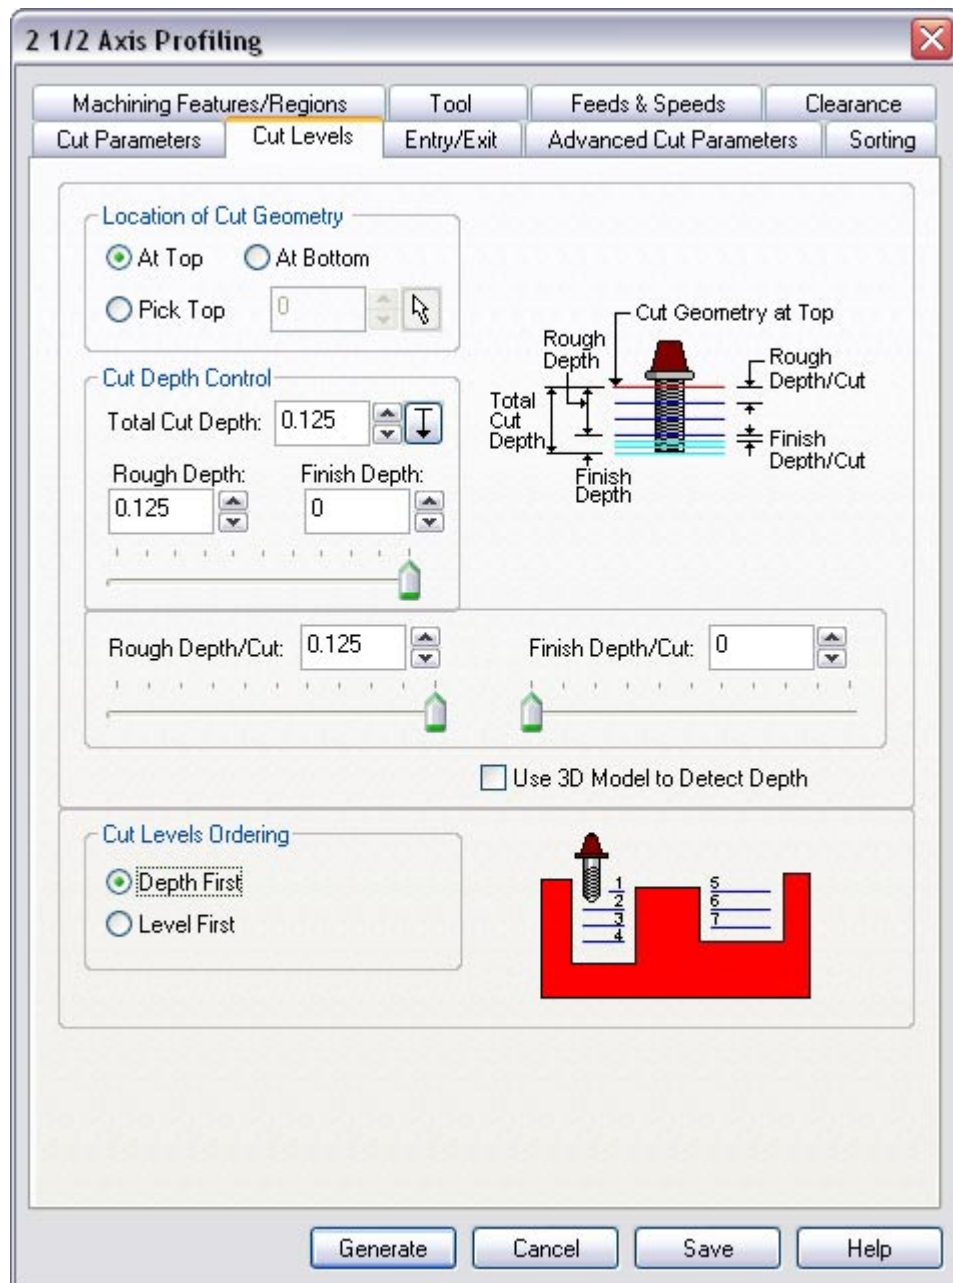 2 1/2 Axis Profiling
Machining Features/Regions Tool Feeds & Speeds Clearance
Cut Parameters Cut Levels Entry/Exit Advanced Cut Parameters Sorting
Location of Cut Geometry
At Top At Bottom
Pick Top 0
Cut Geometry at Top
Rough
Depth
Rough
Depth/Cut
Total
Cut
Depth
Finish
Depth/Cut
Finish
Depth
Cut Depth Control
Total Cut Depth: 0.125
Rough Depth: Finish Depth:
0.125 0
Rough Depth/Cut: 0.125 Finish Depth/Cut: 0
Use 3D Model to Detect Depth
Cut Levels Ordering
Depth First
Level First
1 5
2 6
3 7
4
Generate Cancel Save Help